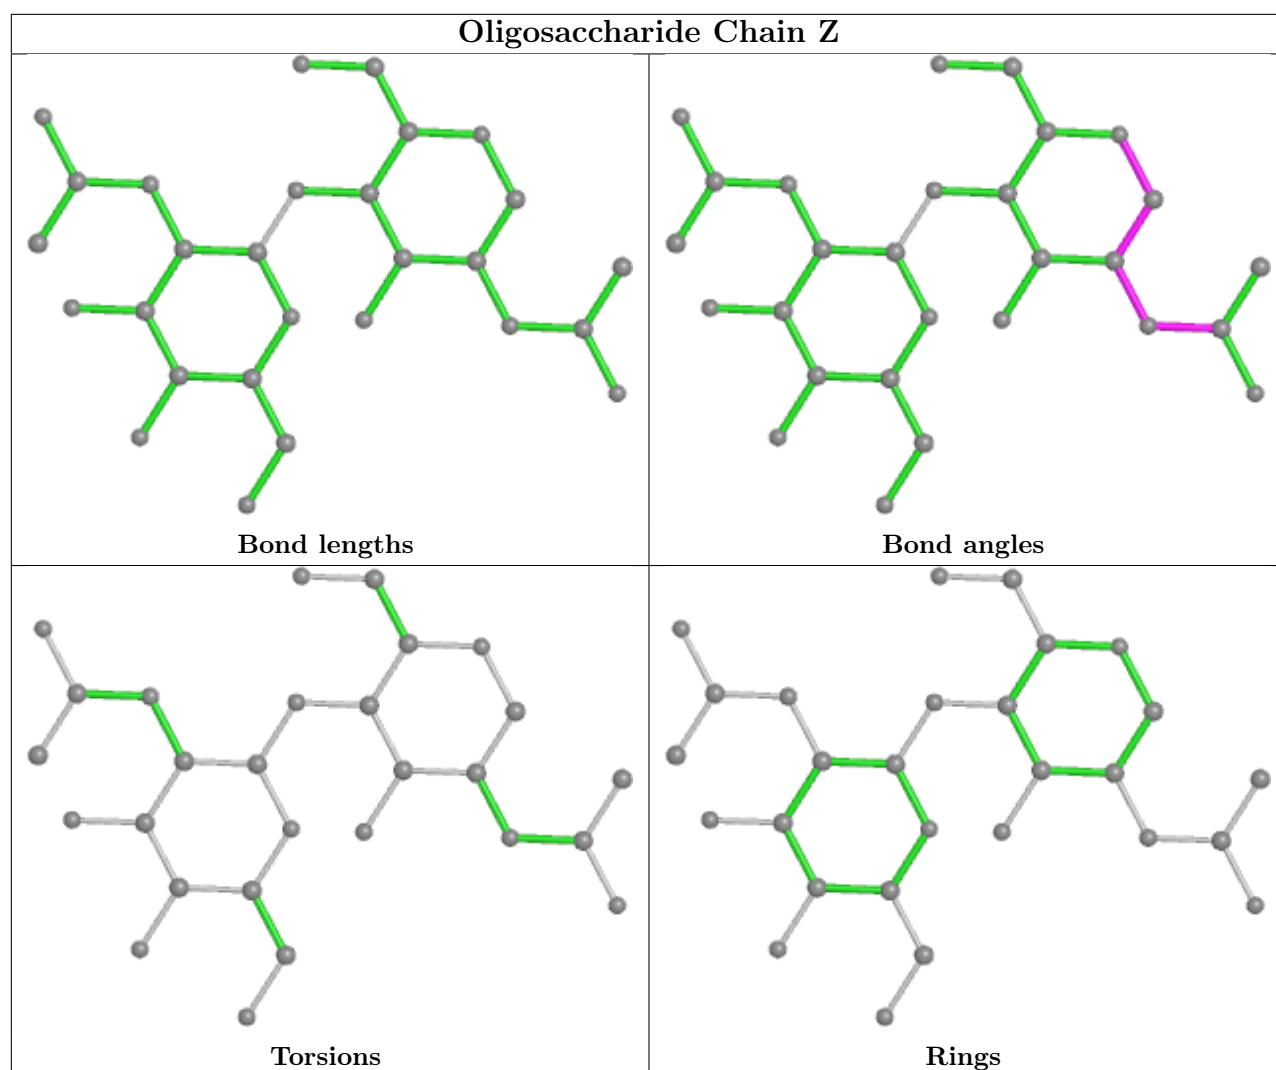 Oligosaccharide Chain Z
Bond lengths
Bond angles
Torsions
Rings